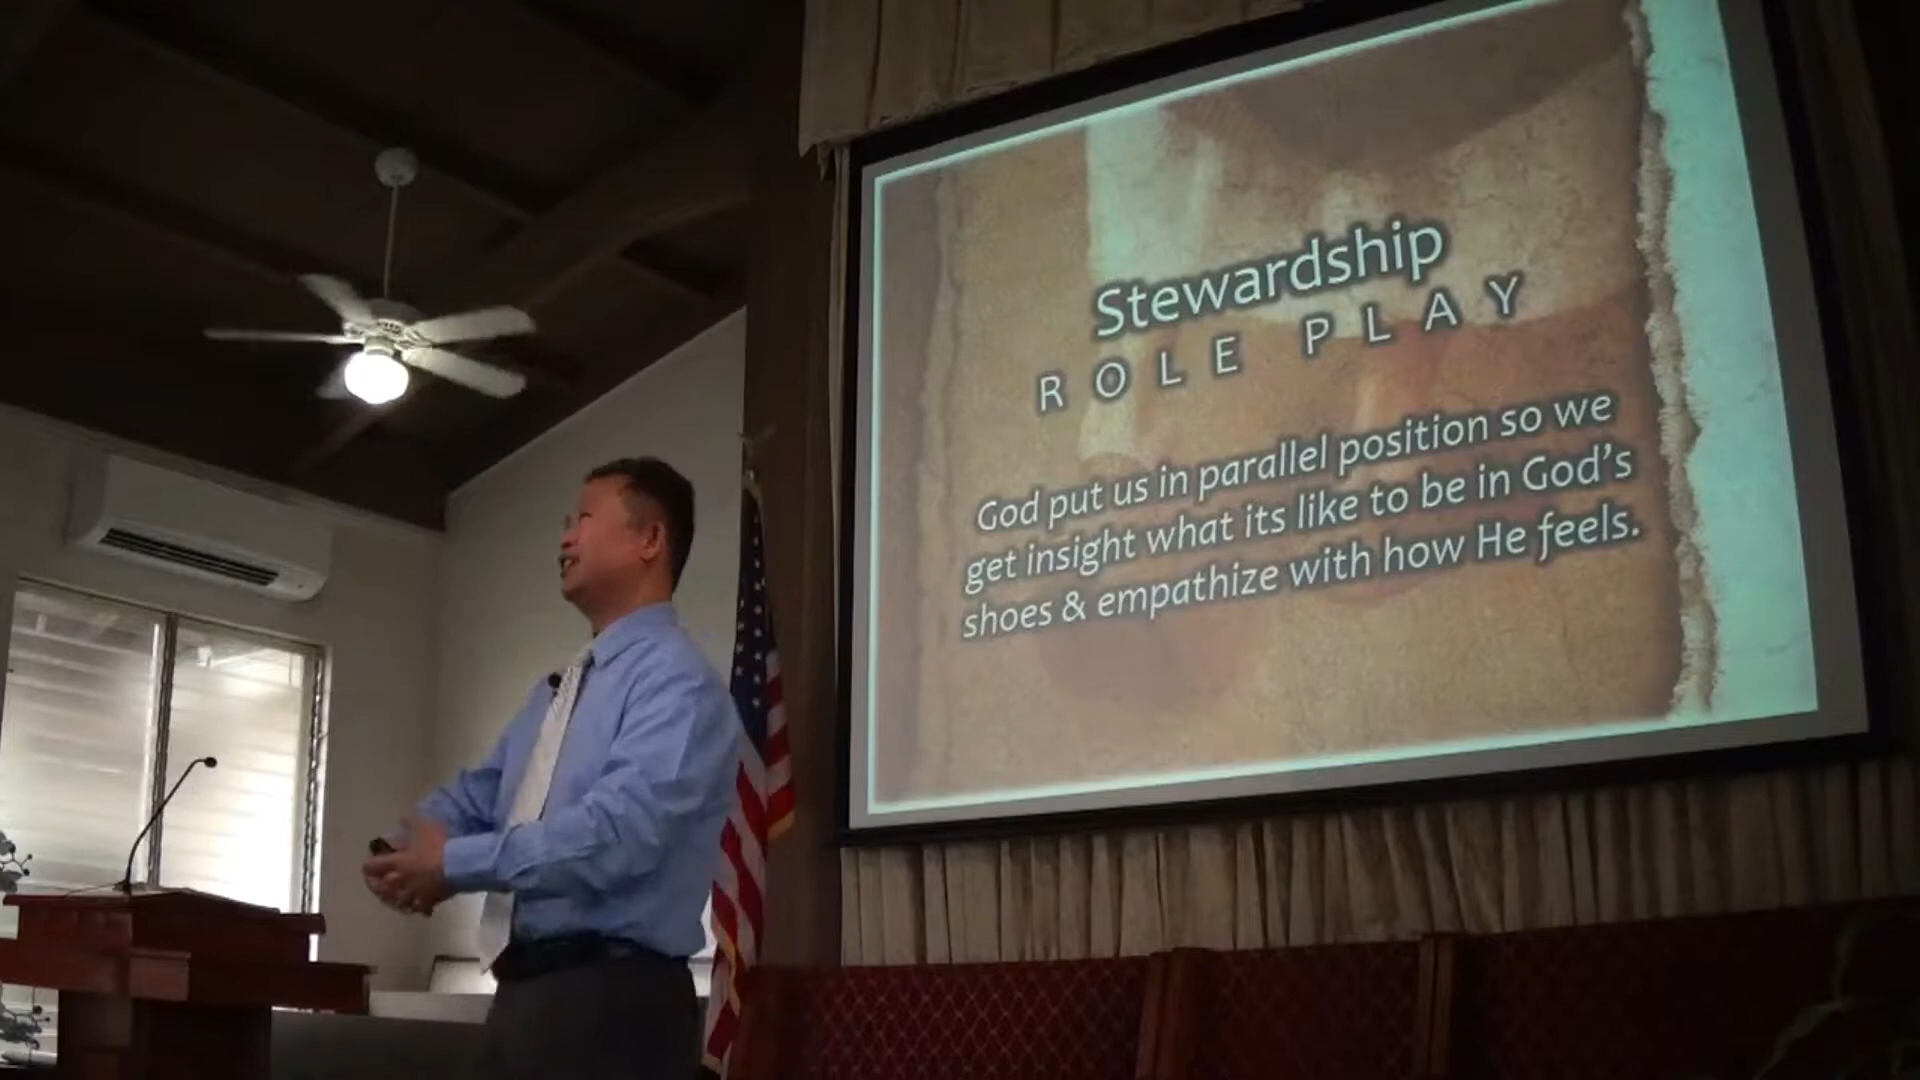 Stewardship
ROLE PLAY
God put us in parallel position so we
get insight what its like to be in God's
shoes & empathize with how He feels.